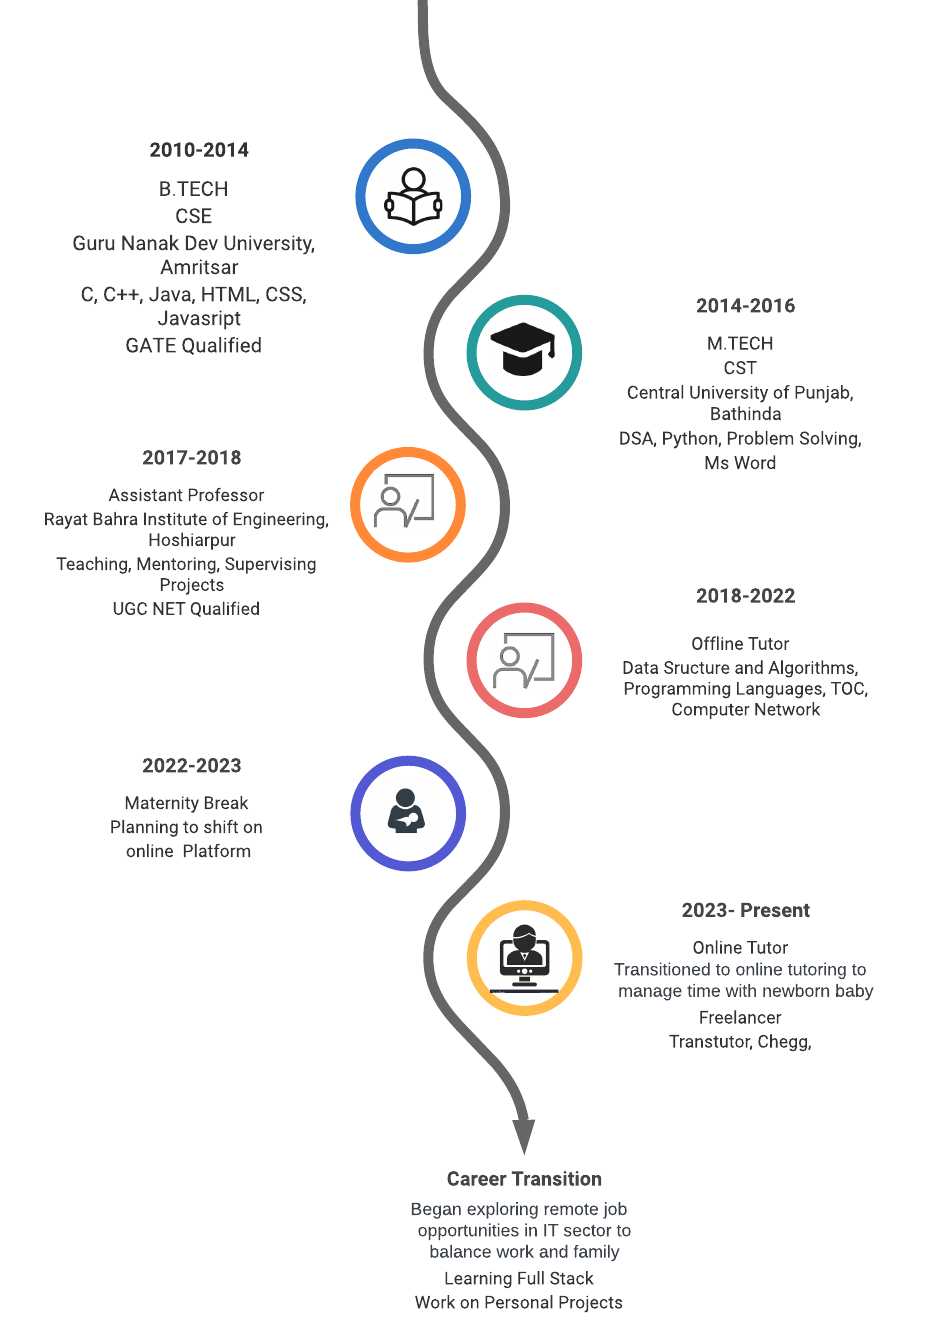 2010-2014
B.TECH
CSE
Guru Nanak Dev University,
Amritsar
C, C++, Java, HTML, CSS,
Javasript
GATE Qualified
2014-2016
M.TECH
CST
Central University of Punjab,
Bathinda
DSA, Python, Problem Solving,
Ms Word
2017-2018
Assistant Professor
Rayat Bahra Institute of Engineering,
Hoshiarpur
Teaching, Mentoring, Supervising
Projects
UGC NET Qualified
2018-2022
Offline Tutor
Data Sructure and Algorithms,
Programming Languages, TOC,
Computer Network
2022-2023
Maternity Break
Planning to shift on
online Platform
2023- Present
Online Tutor
Transitioned to online tutoring to
manage time with newborn baby
Freelancer
Transtutor, Chegg,
Career Transition
Began exploring remote job
opportunities in IT sector to
balance work and family
Learning Full Stack
Work on Personal Projects